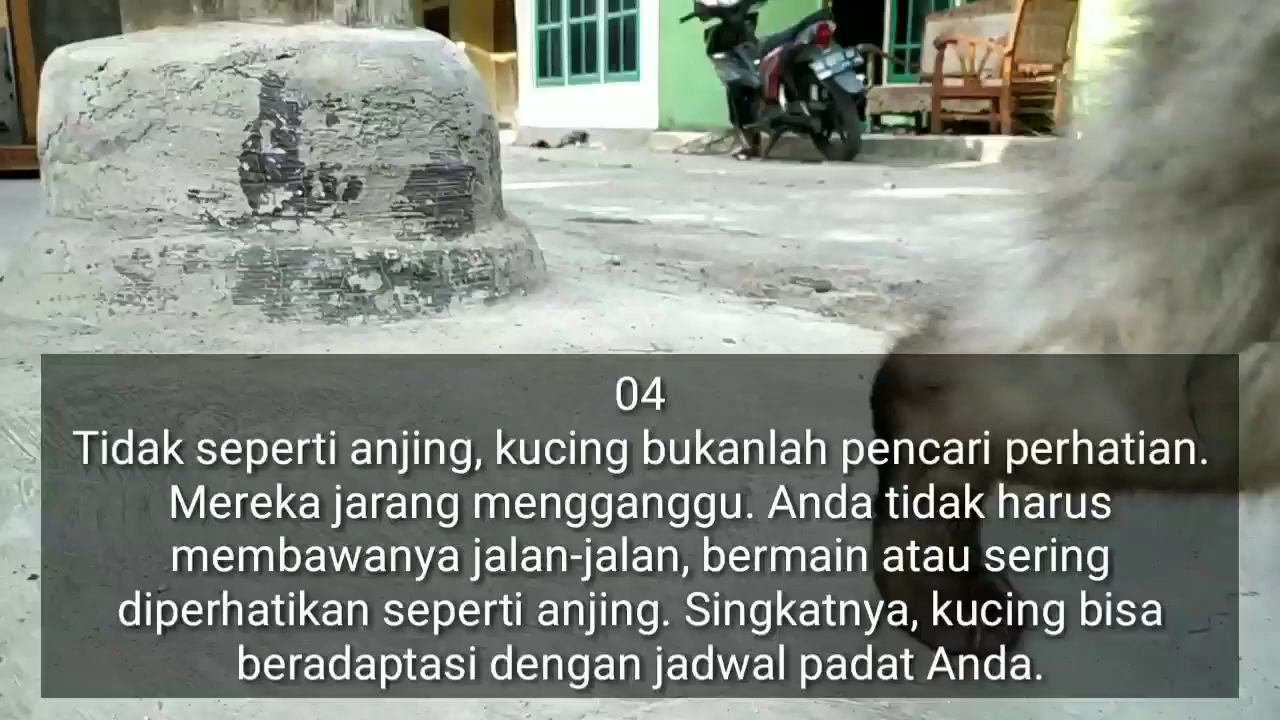 04
Tidak seperti anjing, kucing bukanlah pencari perhatian.
Mereka jarang mengganggu. Anda tidak harus
membawanya jalan-jalan, bermain atau sering
diperhatikan seperti anjing. Singkatnya, kucing bisa
beradaptasi dengan jadwal padat Anda.